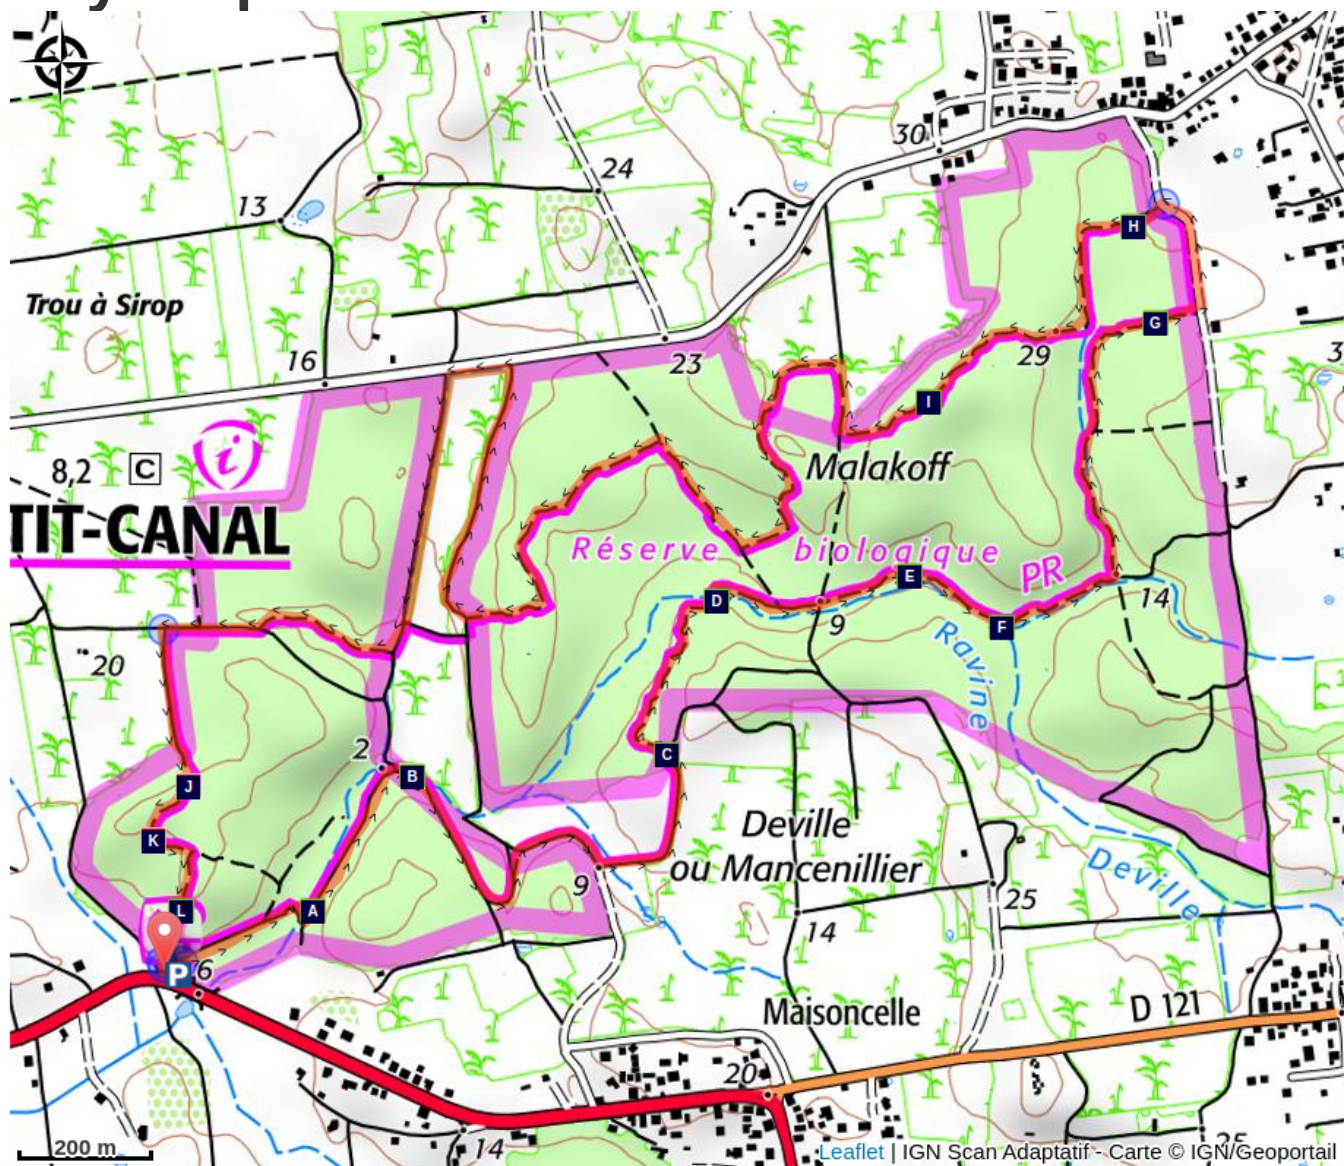 30
24
13
Trou à Sirop
H
G
16
23
29
I
8,2 C
Malakoff
TIT-CANAL
Réserve biologique
PR
E
D
14
9
F
20
Ravine
2
C
B
J
Deville
ou Mancenillier
K
Deville
9
25
L
A
14
P
6
Maisoncelle
D 121
20
200 m
14
25
Leaflet | IGN Scan Adaptatif - Carte © IGN/Geoportail